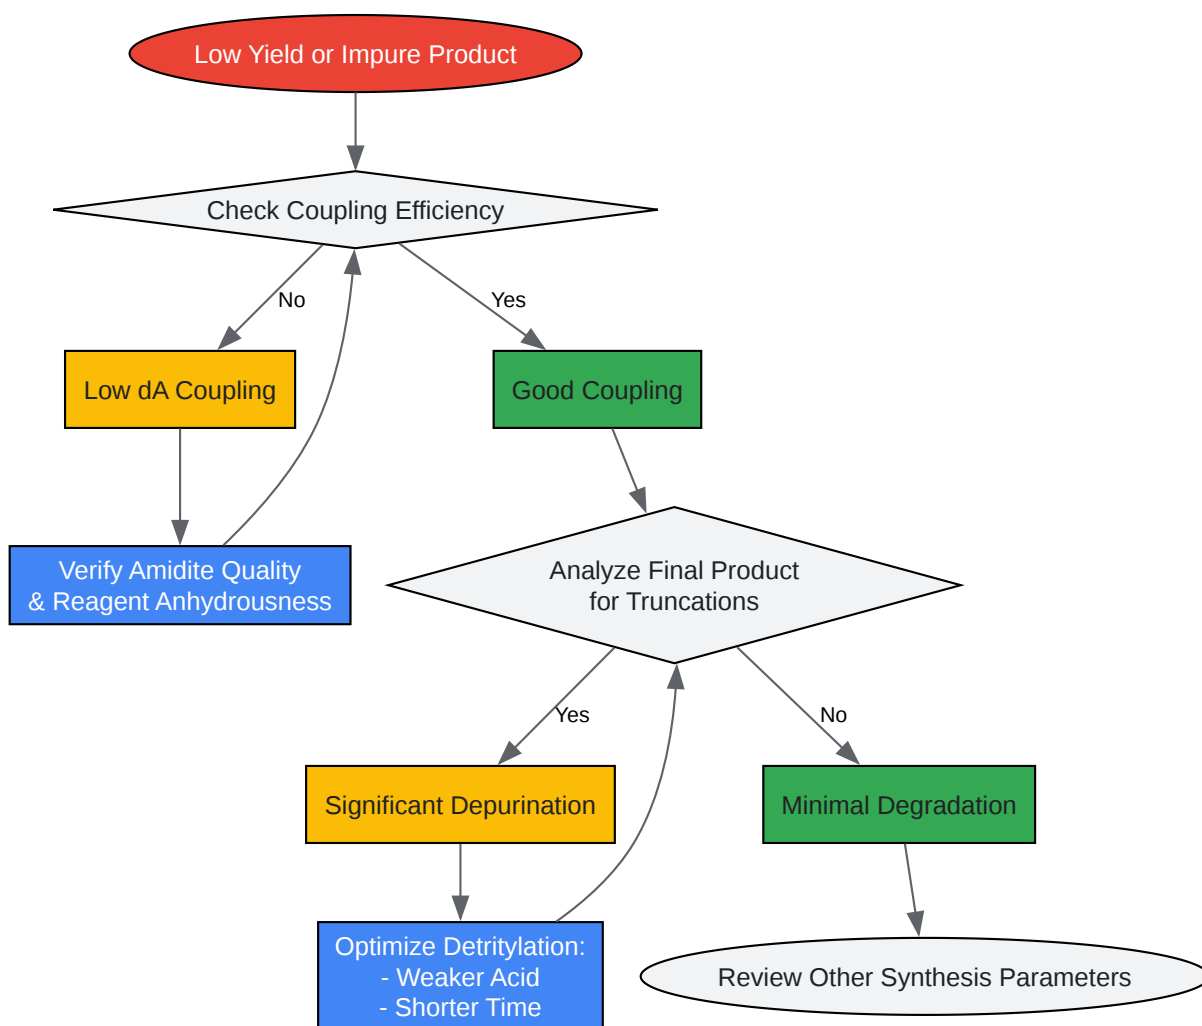 Low Yield or Impure Product
Check Coupling Efficiency
No
Yes
Low dA Coupling
Good Coupling
Verify Amidite Quality
& Reagent Anhydrousness
Analyze Final Product
for Truncations
Yes
No
Significant Depurination
Minimal Degradation
Optimize Detritylation:
- Weaker Acid
- Shorter Time
Review Other Synthesis Parameters